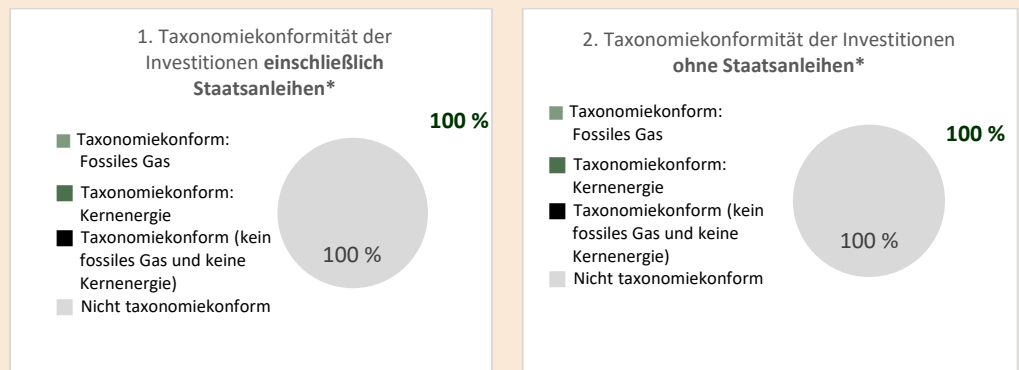 1. Taxonomiekonformität der
Investitionen einschließlich
Staatsanleihen*
100 %
Taxonomiekonform:
Fossiles Gas
Taxonomiekonform:
Kernenergie
Taxonomiekonform (kein
fossiles Gas und keine
Kernenergie)
Nicht taxonomiekonform
100 %
2. Taxonomiekonformität der Investitionen
ohne Staatsanleihen*
100 %
Taxonomiekonform:
Fossiles Gas
Taxonomiekonform:
Kernenergie
Taxonomiekonform (kein
fossiles Gas und keine
Kernenergie)
Nicht taxonomiekonform
100 %